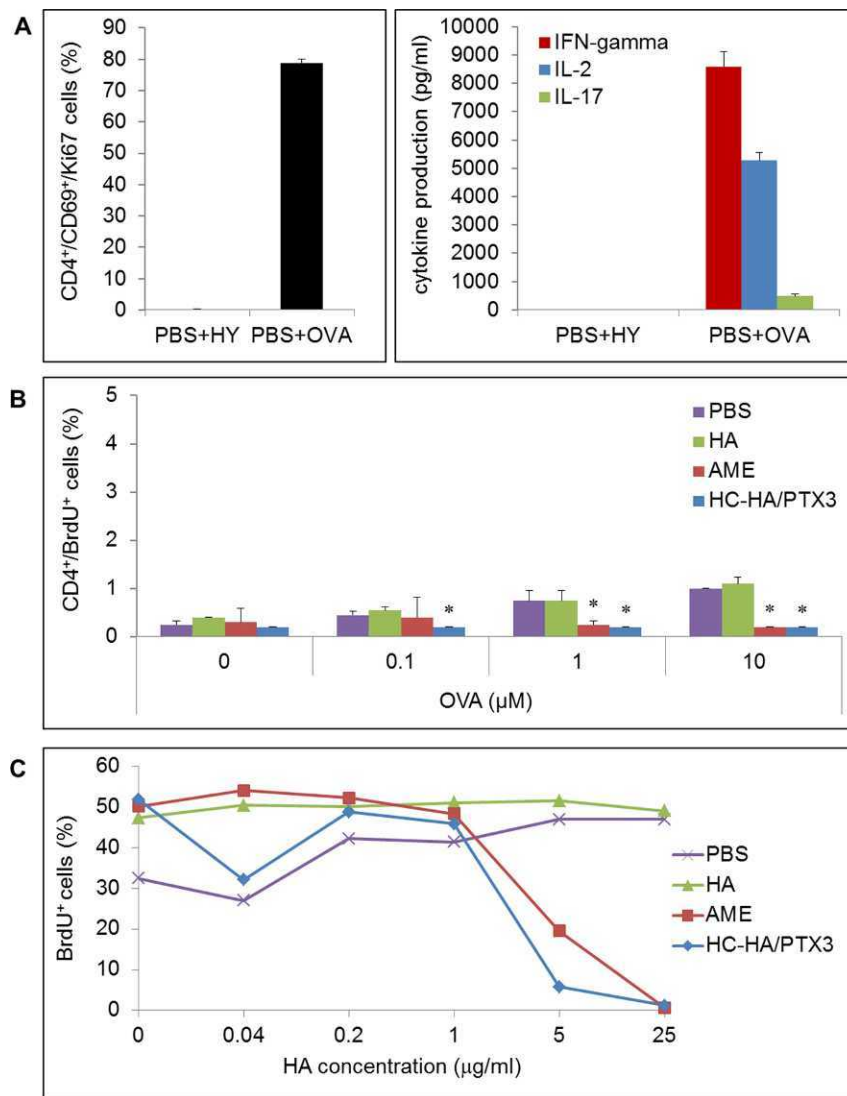 A
CD4⁺/CD69⁺/Ki67 cells (%)
90
80
70
60
50
40
30
20
10
0
PBS+HY PBS+OVA
cytokine production (pg/ml)
10000
9000
8000
7000
6000
5000
4000
3000
2000
1000
0
IFN-gamma
IL-2
IL-17
PBS+HY PBS+OVA
B
CD4⁺/BrdU⁺ cells (%)
5
4
3
2
1
0
PBS
HA
AME
HC-HA/PTX3
* * * * *
0 0.1 1 10
OVA (µM)
C
BrdU⁺ cells (%)
60
50
40
30
20
10
0
0 0.04 0.2 1 5 25
HA concentration (µg/ml)
PBS
HA
AME
HC-HA/PTX3